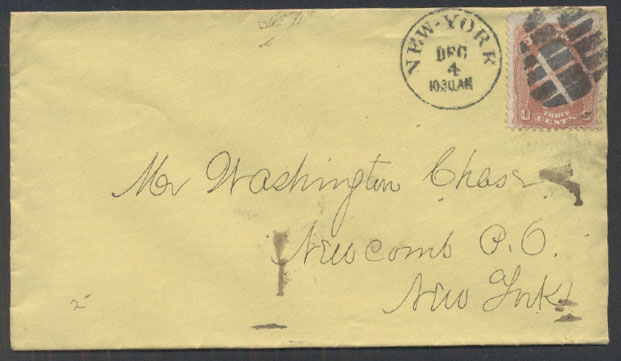 NEW-YORK
DEC
4
10.30.AM
U S
THREE
CENTS
Mr Washington Chase
Newcomb P.O.
New York